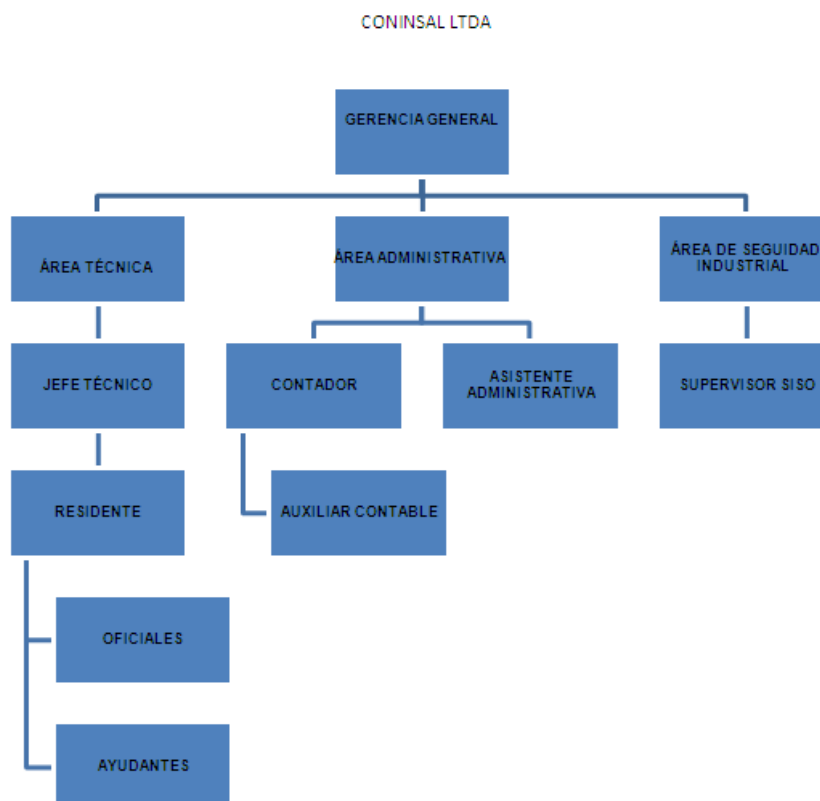 CONINSAL LTDA
GERENCIA GENERAL
ÁREA TÉCNICA
ÁREA ADMINISTRATIVA
ÁREA DE SEGUIDAD
INDUSTRIAL
JEFE TÉCNICO
CONTADOR
ASISTENTE
ADMINISTRATIVA
SUPERVISOR SISO
RESIDENTE
AUXILIAR CONTABLE
OFICIALES
AYUDANTES